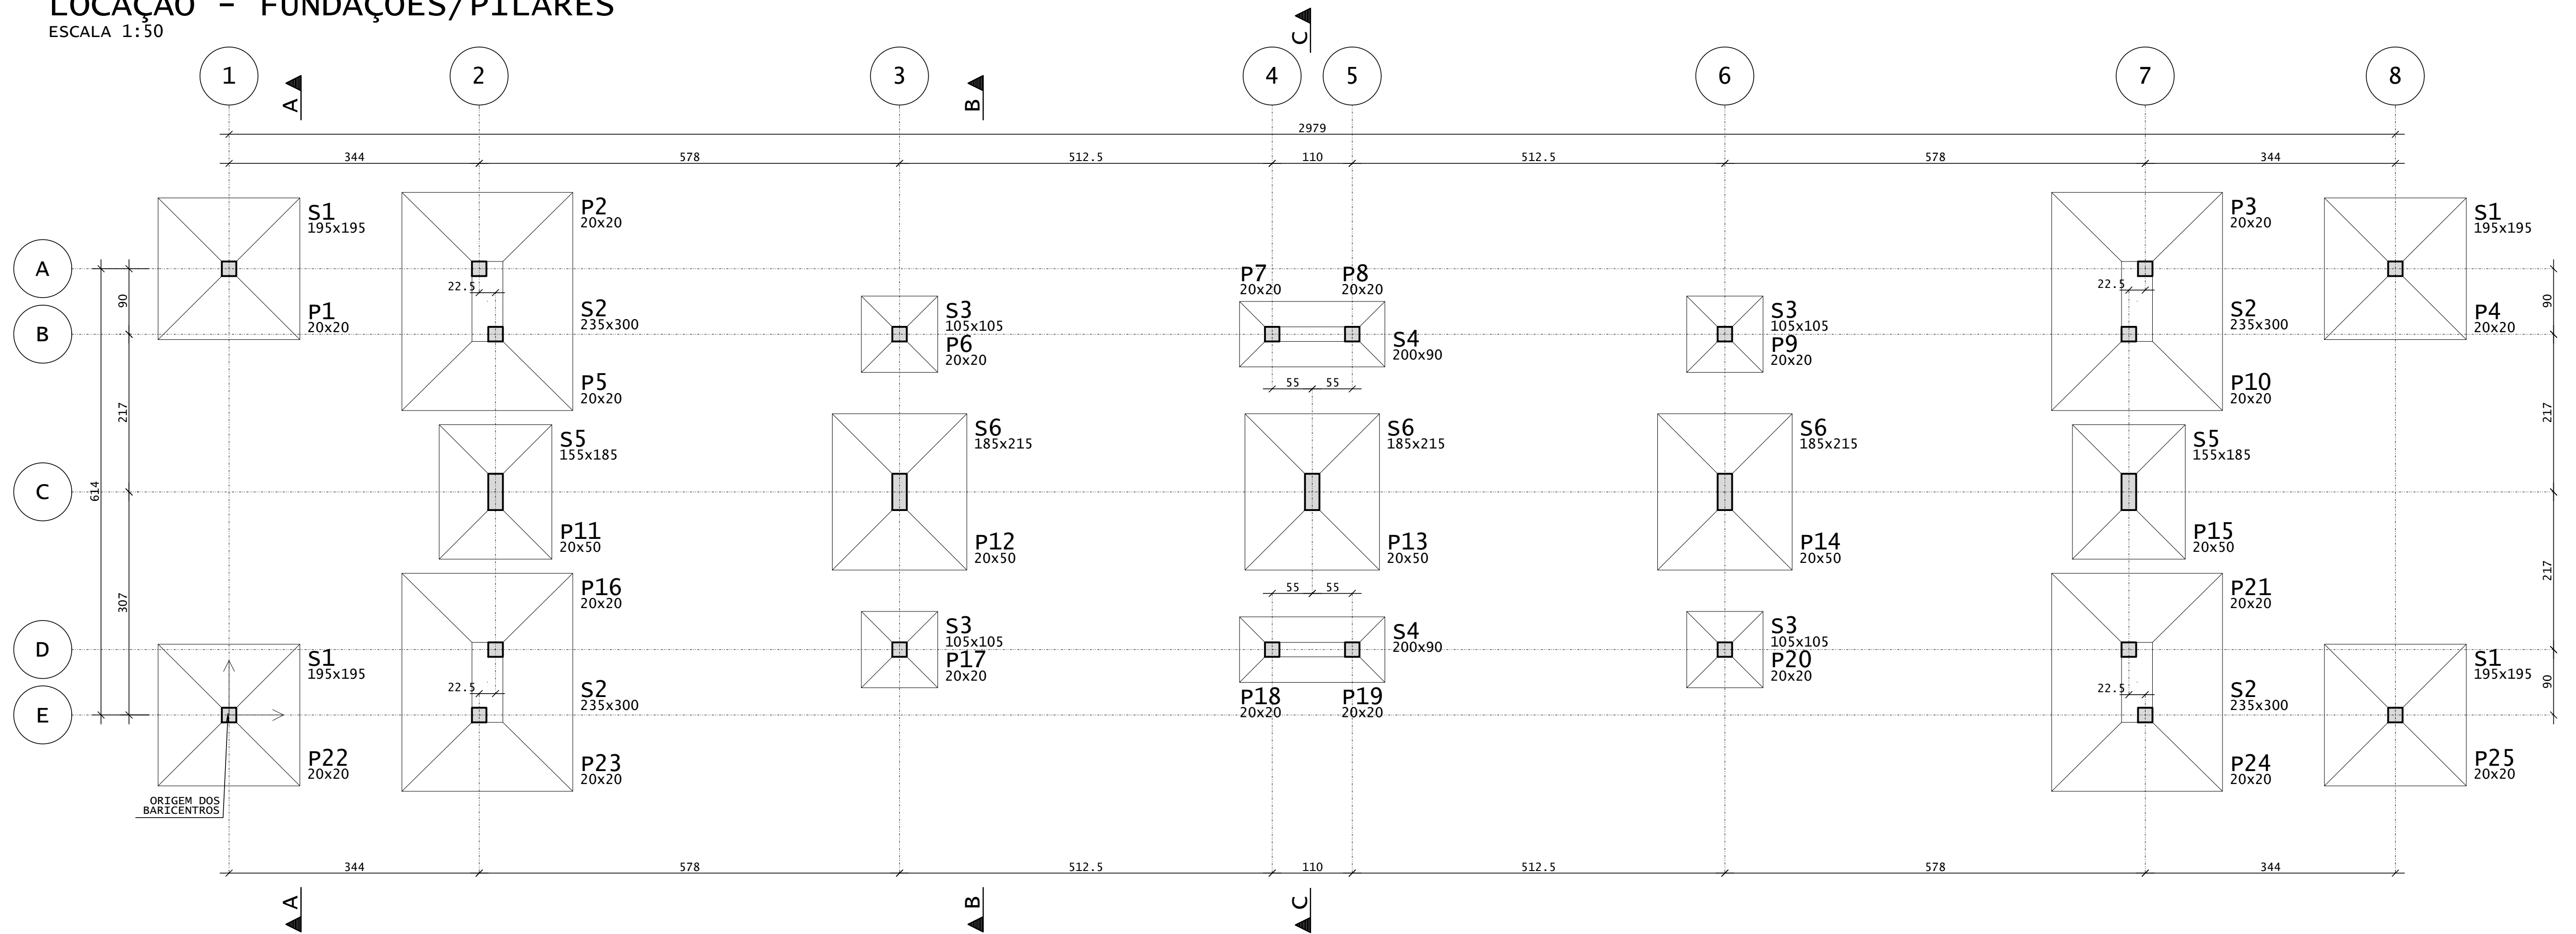 LOCAÇÃO - FUNDAÇÕES/PILARES
ESCALA 1:50
C
1
2
3
4
5
6
7
8
A
B
2979
344
578
512.5
110
512.5
578
344
S1
195x195
P2
20x20
P3
20x20
S1
195x195
A
P7
20x20
P8
20x20
22.5
22.5
90
90
P1
20x20
S2
235x300
S3
105x105
P6
20x20
S4
200x90
S3
105x105
P9
20x20
S2
235x300
P4
20x20
B
P5
20x20
55
55
P10
20x20
217
217
S5
155x185
S6
185x215
S6
185x215
S6
185x215
S5
155x185
C
614
P11
20x50
P12
20x50
P13
20x50
P14
20x50
P15
20x50
307
217
P16
20x20
55
55
P21
20x20
D
S1
195x195
S3
105x105
P17
20x20
S4
200x90
S3
105x105
P20
20x20
S1
195x195
22.5
22.5
90
S2
235x300
P18
20x20
P19
20x20
S2
235x300
E
P22
20x20
P23
20x20
P24
20x20
P25
20x20
ORIGEM DOS
BARICENTROS
344
578
512.5
110
512.5
578
344
A
B
C